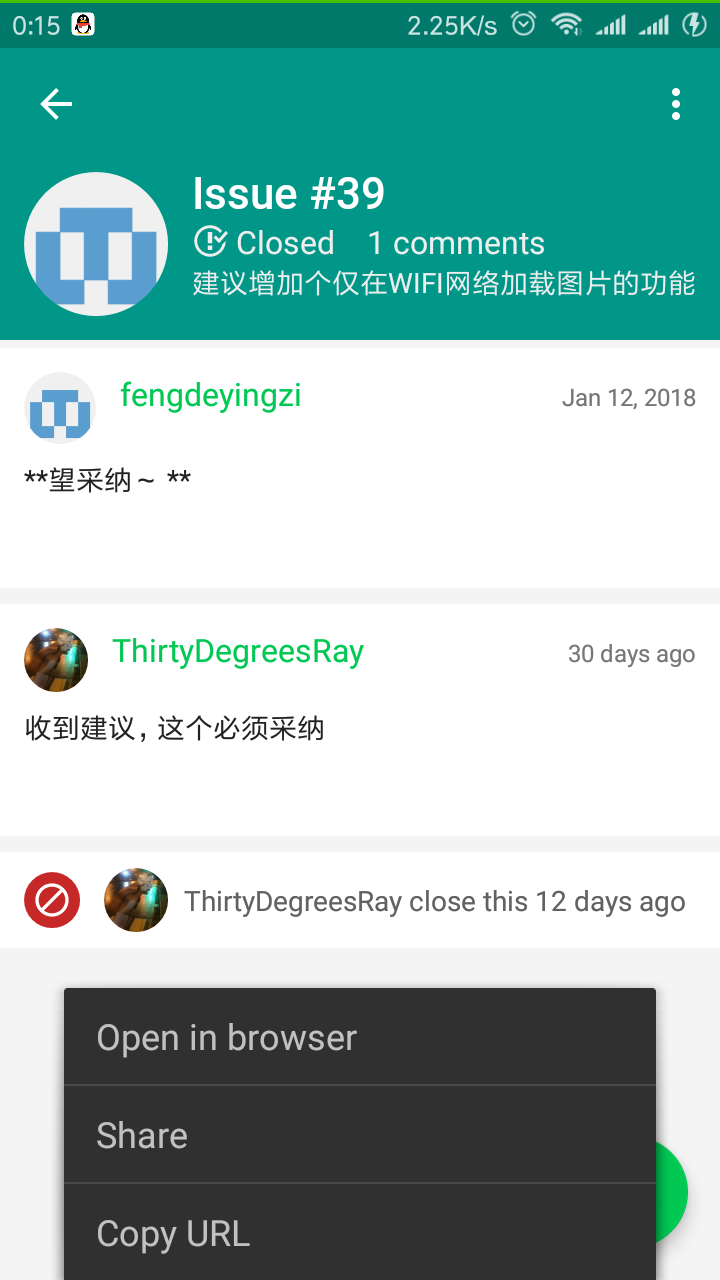 0:15 2.25K/s
Issue #39
Closed 1 comments
建议增加个仅在WIFI网络加载图片的功能
fengdeyingzi Jan 12, 2018
**望采纳～ **
ThirtyDegreesRay 30 days ago
收到建议，这个必须采纳
ThirtyDegreesRay close this 12 days ago
Open in browser
Share
Copy URL